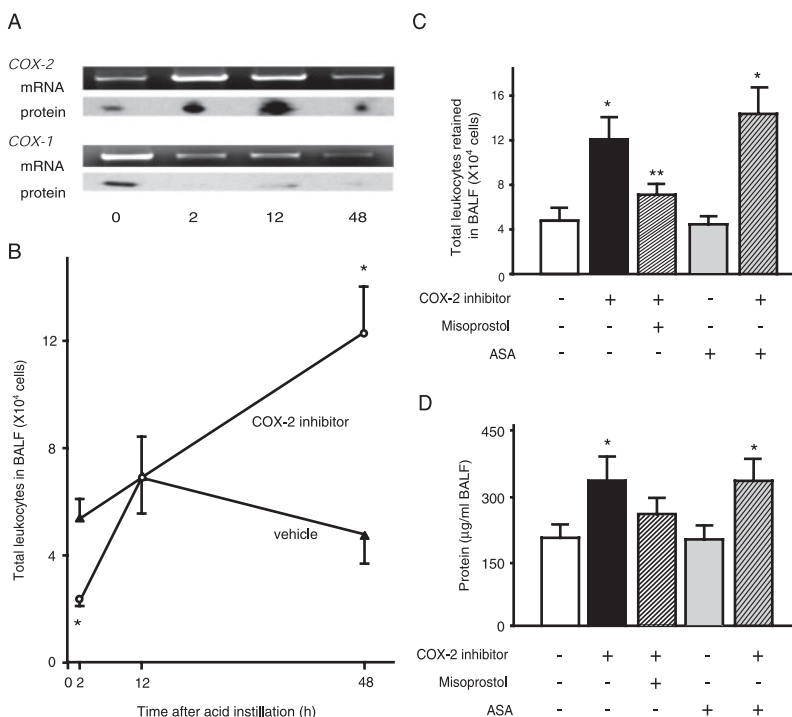 A
COX-2
mRNA
protein
COX-1
mRNA
protein
0 2 12 48
B
Total leukocytes in BALF (X10⁴ cells)
12
8
4
0
*
COX-2 inhibitor
vehicle
*
0 2 12 48
Time after acid instillation (h)
C
Total leukocytes retained
in BALF (X10⁴ cells)
16
12
8
4
0
* ** *
COX-2 inhibitor - + + - +
Misoprostol - - + - -
ASA - - - + +
D
Protein (µg/ml BALF)
450
300
150
0
* *
COX-2 inhibitor - + + - +
Misoprostol - - + - -
ASA - - - + +